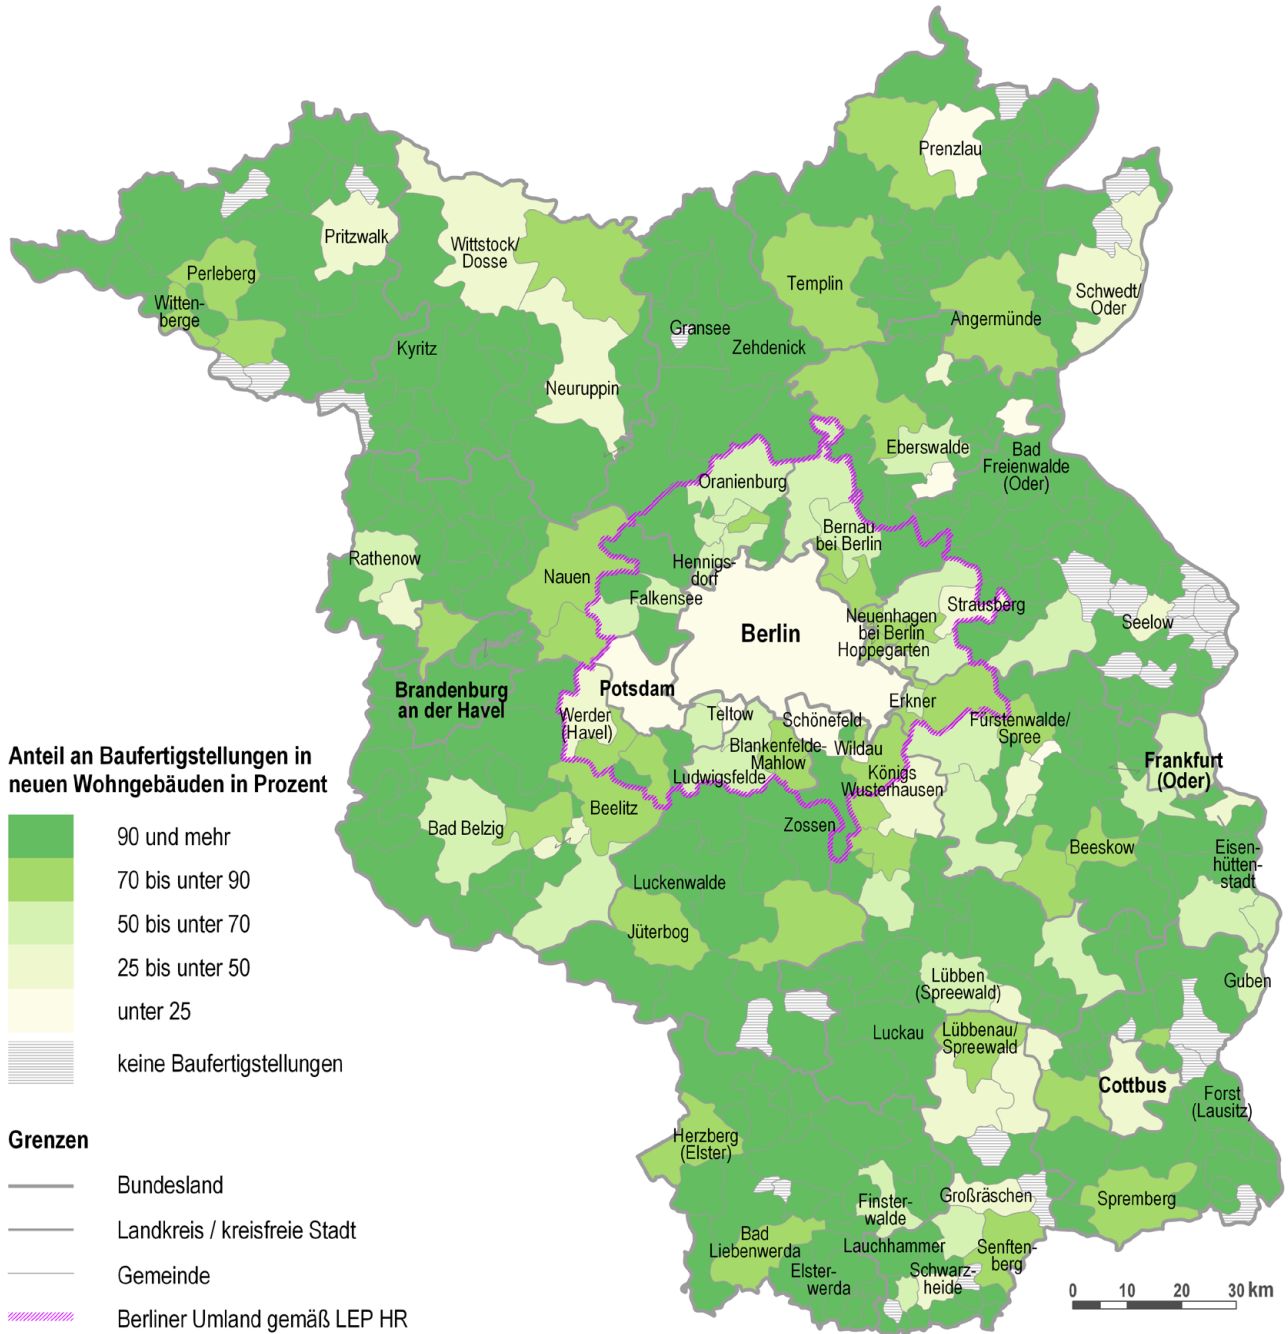 Prenzlau
Pritzwalk
Wittstock/
Dosse
Perleberg
Templin
Schwedt/
Oder
Witten-
berge
Angermünde
Gransee
Kyritz
Zehdenick
Neuruppin
Eberswalde
Bad
Freienwalde
(Oder)
Oranienburg
Bernau
bei Berlin
Rathenow
Hennigs-
dorf
Nauen
Falkensee
Strausberg
Neuenhagen
bei Berlin
Hoppegarten
Seelow
Berlin
Brandenburg
an der Havel
Potsdam
Erkner
Werder
(Havel)
Teltow
Schönefeld
Fürstenwalde/
Spree
Blankenfelde-
Mahlow
Wildau
Frankfurt
(Oder)
Ludwigsfelde
Königs
Wusterhausen
Beelitz
Bad Belzig
Zossen
Beeskow
Eisen-
hütten-
stadt
Luckenwalde
Jüterbog
Lübben
(Spreewald)
Guben
Luckau
Lübbenau/
Spreewald
Cottbus
Forst
(Lausitz)
Herzberg
(Elster)
Großräschen
Spremberg
Finster-
walde
Bad
Liebenwerda
Lauchhammer
Senften-
berg
Elster-
werda
Schwarz-
heide
Anteil an Baufertigstellungen in
neuen Wohngebäuden in Prozent
90 und mehr
70 bis unter 90
50 bis unter 70
25 bis unter 50
unter 25
keine Baufertigstellungen
Grenzen
Bundesland
Landkreis / kreisfreie Stadt
Gemeinde
Berliner Umland gemäß LEP HR
0 10 20 30 km